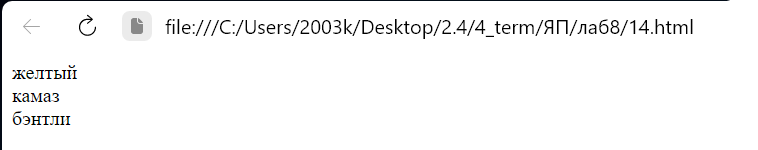 file:///C:/Users/2003k/Desktop/2.4/4_term/ЯП/лаб8/14.html
желтый
камаз
бэнтли